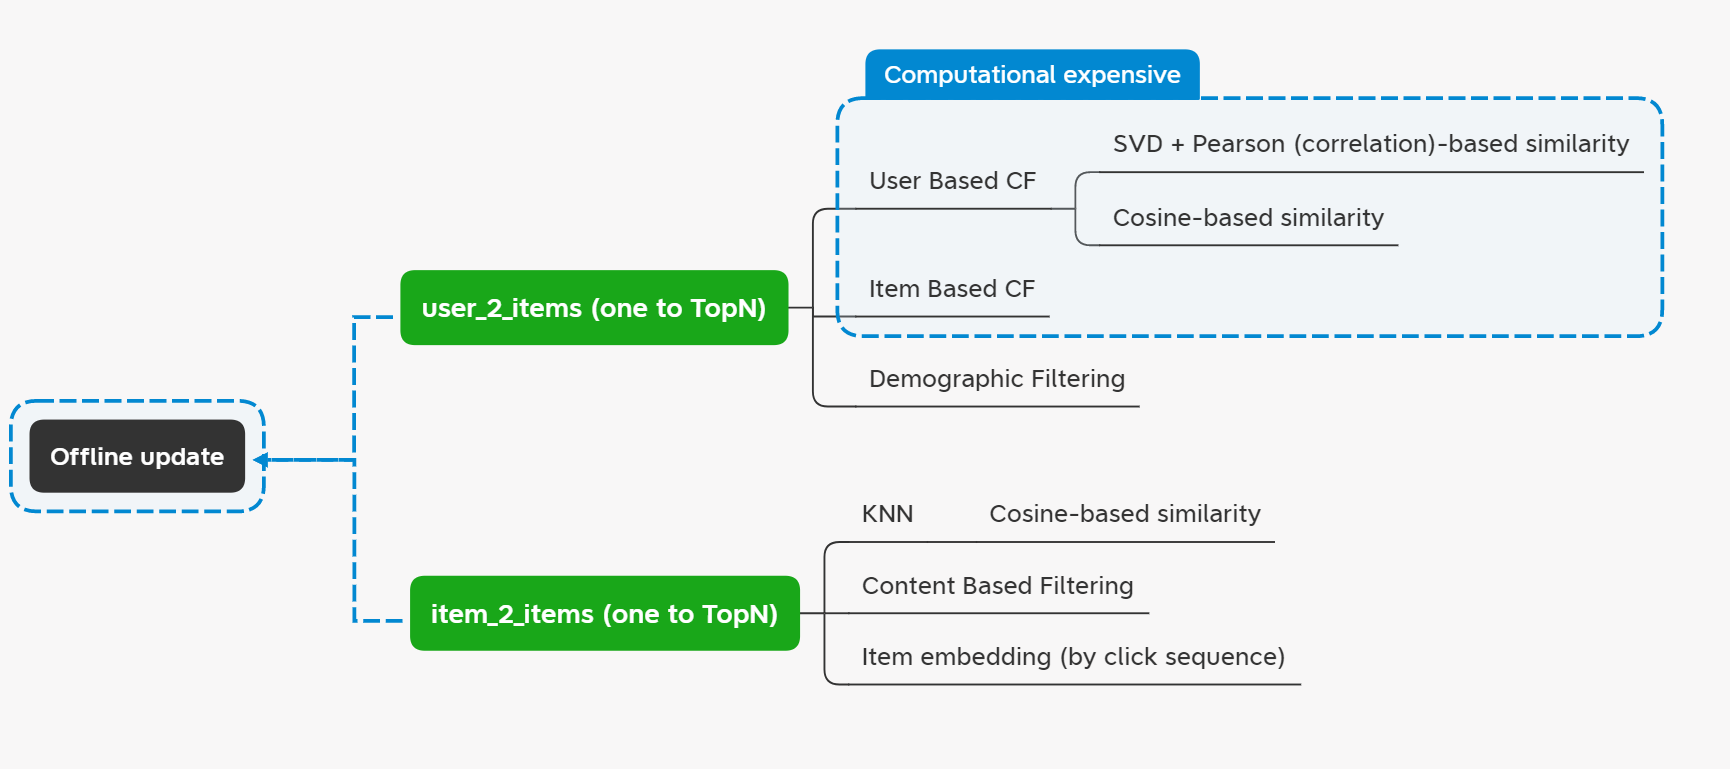 Computational expensive
SVD + Pearson (correlation)-based similarity
User Based CF
Cosine-based similarity
Item Based CF
user_2_items (one to TopN)
Demographic Filtering
Offline update
KNN
Cosine-based similarity
Content Based Filtering
item_2_items (one to TopN)
Item embedding (by click sequence)